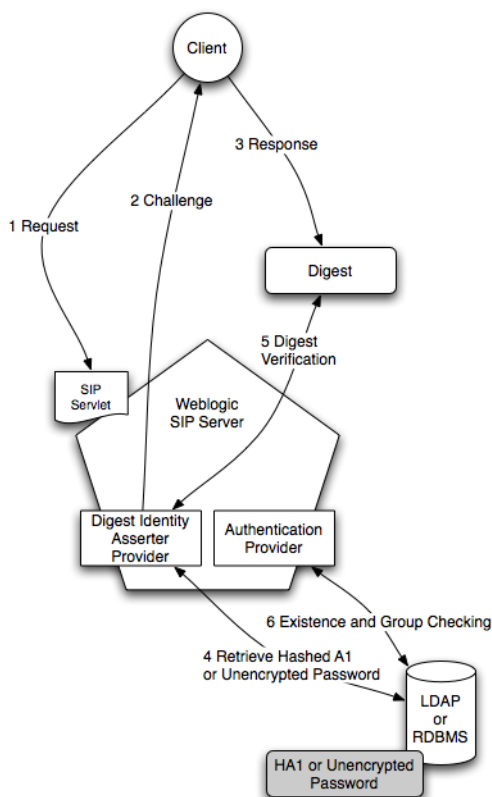 Client
3 Response
2 Challenge
1 Request
Digest
5 Digest
Verification
SIP
Servlet
Weblogic
SIP Server
Digest Identity
Asserter
Provider
Authentication
Provider
6 Existence and Group Checking
4 Retrieve Hashed A1
or Unencrypted Password
LDAP
or
RDBMS
HA1 or Unencrypted
Password